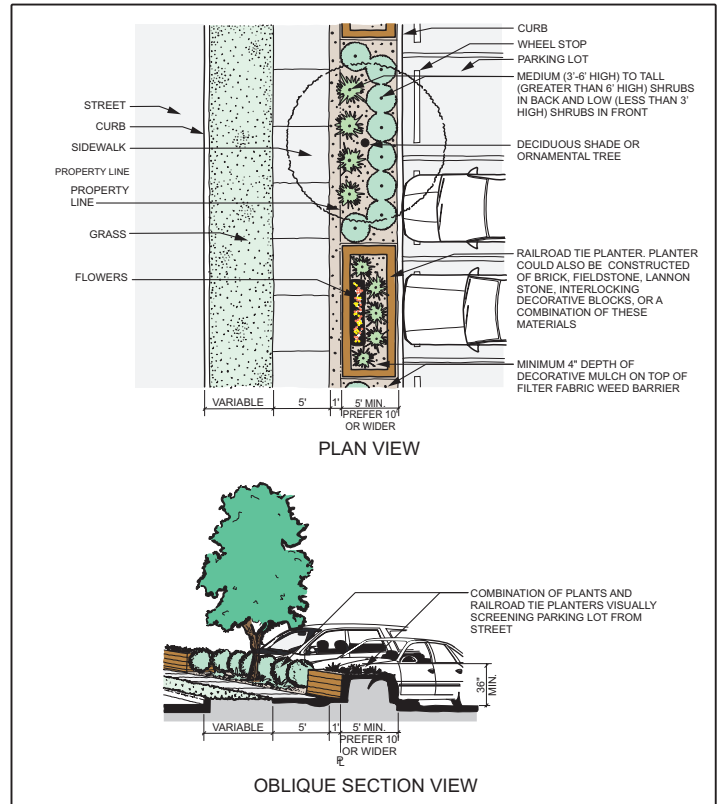 CURB
WHEEL STOP
PARKING LOT
MEDIUM (3'-6' HIGH) TO TALL
(GREATER THAN 6' HIGH) SHRUBS
IN BACK AND LOW (LESS THAN 3'
HIGH) SHRUBS IN FRONT
DECIDUOUS SHADE OR
ORNAMENTAL TREE
RAILROAD TIE PLANTER. PLANTER
COULD ALSO BE CONSTRUCTED
OF BRICK, FIELDSTONE, LANNON
STONE, INTERLOCKING
DECORATIVE BLOCKS, OR A
COMBINATION OF THESE
MATERIALS
MINIMUM 4" DEPTH OF
DECORATIVE MULCH ON TOP OF
FILTER FABRIC WEED BARRIER
STREET
CURB
SIDEWALK
PROPERTY LINE
PROPERTY
LINE
GRASS
FLOWERS
VARIABLE 5' 1' 5' MIN.
PREFER 10'
OR WIDER
PLAN VIEW
COMBINATION OF PLANTS AND
RAILROAD TIE PLANTERS VISUALLY
SCREENING PARKING LOT FROM
STREET
36"
MIN.
VARIABLE 5' 1' 5' MIN.
PREFER 10'
OR WIDER
PL
OBLIQUE SECTION VIEW